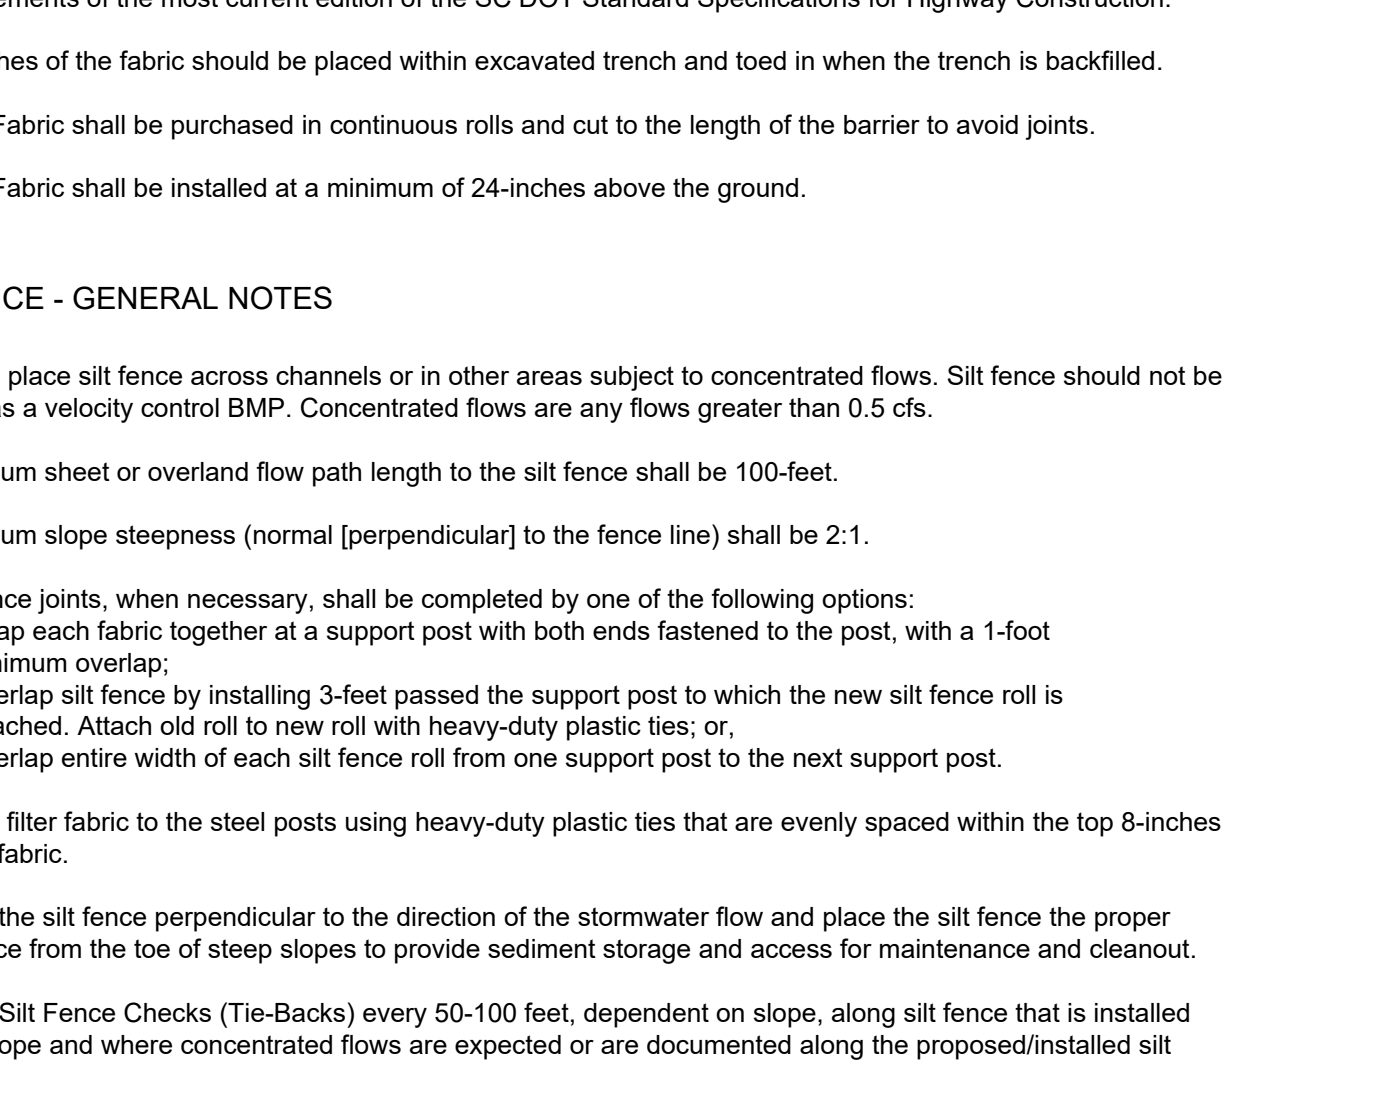 ements of the most current edition of the SC DOT Standard Specifications for Highway Construction.
hes of the fabric should be placed within excavated trench and toed in when the trench is backfilled.
Fabric shall be purchased in continuous rolls and cut to the length of the barrier to avoid joints.
Fabric shall be installed at a minimum of 24-inches above the ground.
CE - GENERAL NOTES
place silt fence across channels or in other areas subject to concentrated flows. Silt fence should not be
as a velocity control BMP. Concentrated flows are any flows greater than 0.5 cfs.
um sheet or overland flow path length to the silt fence shall be 100-feet.
um slope steepness (normal [perpendicular] to the fence line) shall be 2:1.
nce joints, when necessary, shall be completed by one of the following options:
ap each fabric together at a support post with both ends fastened to the post, with a 1-foot
nimum overlap;
erlap silt fence by installing 3-feet passed the support post to which the new silt fence roll is
ached. Attach old roll to new roll with heavy-duty plastic ties; or,
erlap entire width of each silt fence roll from one support post to the next support post.
filter fabric to the steel posts using heavy-duty plastic ties that are evenly spaced within the top 8-inches
fabric.
the silt fence perpendicular to the direction of the stormwater flow and place the silt fence the proper
ce from the toe of steep slopes to provide sediment storage and access for maintenance and cleanout.
Silt Fence Checks (Tie-Backs) every 50-100 feet, dependent on slope, along silt fence that is installed
ope and where concentrated flows are expected or are documented along the proposed/installed silt